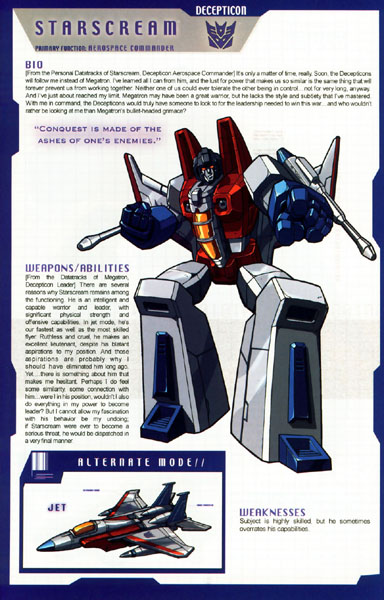 DECEPTICON
STARSCREAM
PRIMARY FUNCTION: AEROSPACE COMMANDER
BIO
[From the Personal Datatracks of Starscream, Decepticon Aerospace Commander] It's only a matter of time, really. Soon, the Decepticons
will follow me instead of Megatron. I've learned all I can from him, and the lust for power that makes us so similar is the same thing that will
forever prevent us from working together. Neither one of us could ever tolerate the other being in control... not for very long, anyway.
And I've just about reached my limit. Megatron may have been a great warrior, but he lacks the style and subtlety that I've mastered.
With me in command, the Decepticons would truly have someone to look to for the leadership needed to win this war... and who wouldn't
rather be looking at me than Megatron's bullet-headed grimace?
"CONQUEST IS MADE OF THE
ASHES OF ONE'S ENEMIES."
WEAPONS/ABILITIES
[From the Datatracks of Megatron,
Decepticon Leader] There are several
reasons why Starscream remains among
the functioning. He is an intelligent and
capable warrior and leader, with
significant physical strength and
offensive capabilities. In jet mode, he's
our fastest as well as the most skilled
flyer. Ruthless and cruel, he makes an
excellent lieutenant, despite his blatant
aspirations to my position. And those
aspirations are probably why I
should have eliminated him long ago.
Yet... there is something about him that
makes me hesitant. Perhaps I do feel
some similarity, some connection with
him... were I in his position, wouldn't I also
do everything in my power to become
leader? But I cannot allow my fascination
with his behavior be my undoing;
if Starscream were ever to become a
serious threat, he would be dispatched in
a very final manner.
ALTERNATE MODE//
JET
WEAKNESSES
Subject is highly skilled, but he sometimes
overrates his capabilities.